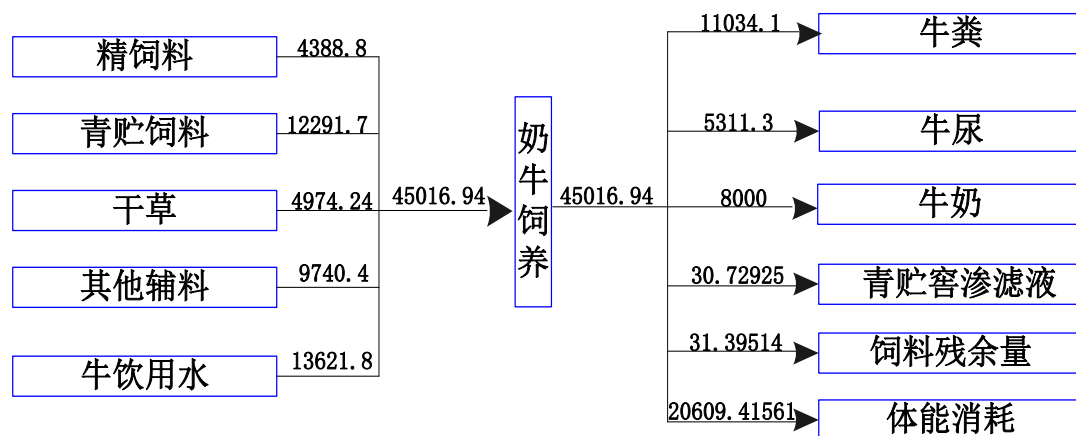 精饲料
4388.8
青贮饲料
12291.7
干草
4974.24
其他辅料
9740.4
牛饮用水
13621.8
45016.94
奶牛饲养
45016.94
11034.1
牛粪
5311.3
牛尿
8000
牛奶
30.72925
青贮窖渗滤液
31.39514
饲料残余量
20609.41561
体能消耗